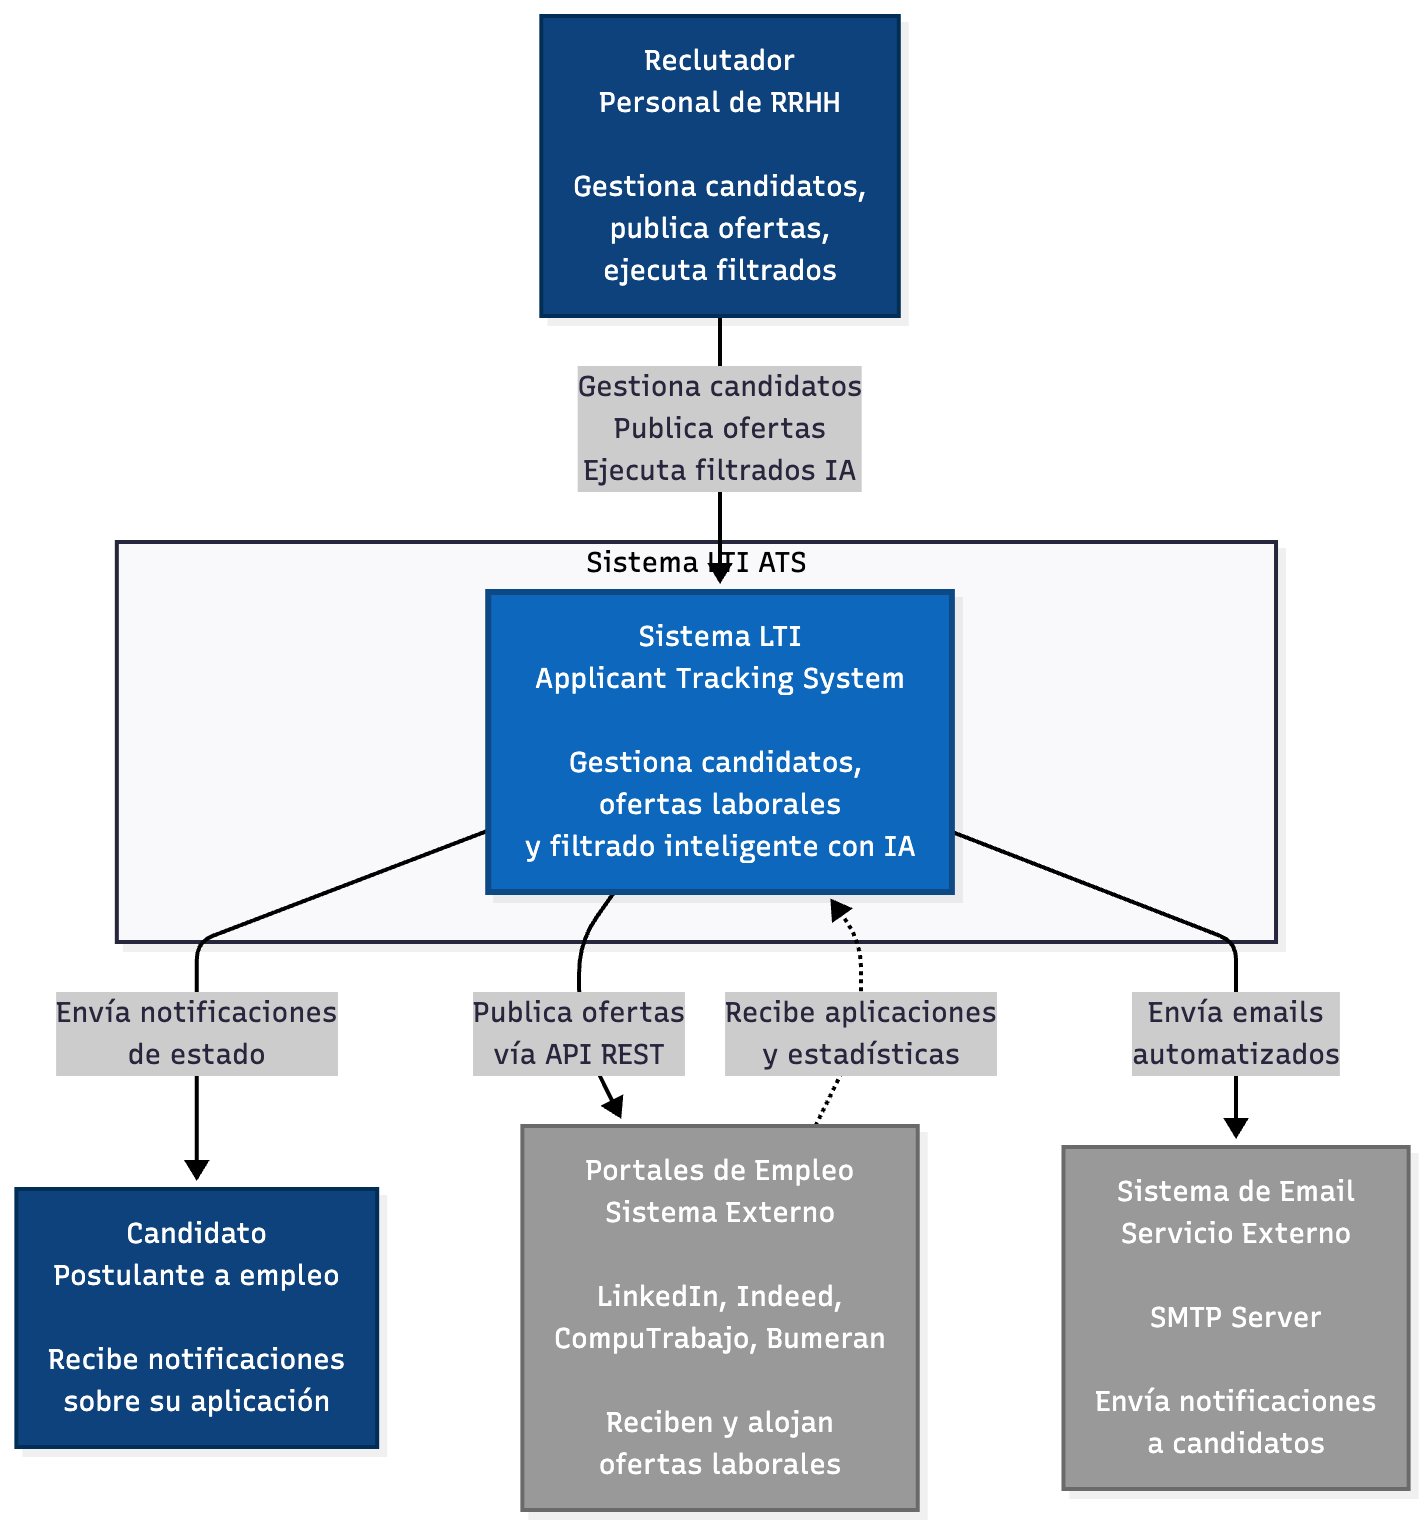 Reclutador
Personal de RRHH
Gestiona candidatos,
publica ofertas,
ejecuta filtrados
Gestiona candidatos
Publica ofertas
Ejecuta filtrados IA
Sistema LTI ATS
Sistema LTI
Applicant Tracking System
Gestiona candidatos,
ofertas laborales
y filtrado inteligente con IA
Envía notificaciones
de estado
Publica ofertas
vía API REST
Recibe aplicaciones
y estadísticas
Envía emails
automatizados
Candidato
Postulante a empleo
Recibe notificaciones
sobre su aplicación
Portales de Empleo
Sistema Externo
LinkedIn, Indeed,
CompuTrabajo, Bumeran
Reciben y alojan
ofertas laborales
Sistema de Email
Servicio Externo
SMTP Server
Envía notificaciones
a candidatos